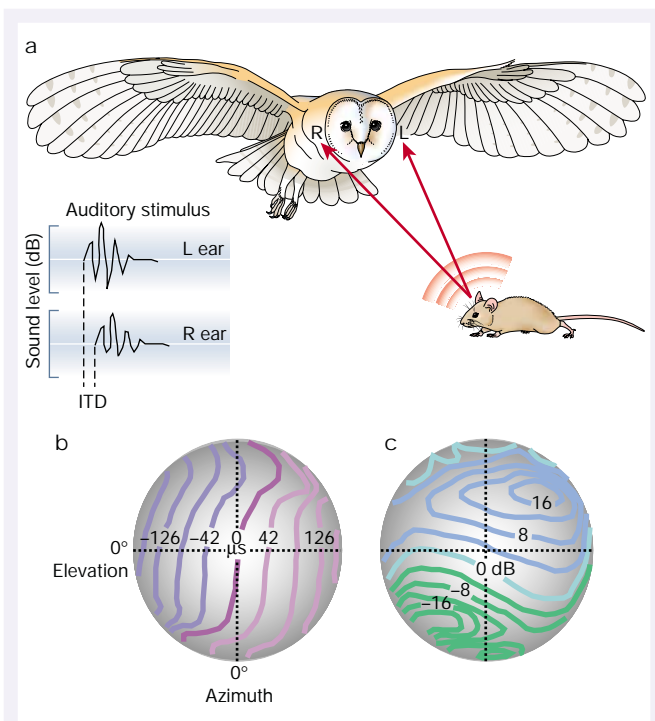 a
R L
Auditory stimulus
Sound level (dB)
L ear
R ear
ITD
b
–126 –42 0 42 126
µs
0°
Elevation
0°
Azimuth
c
16
8
0 dB
–8
–16